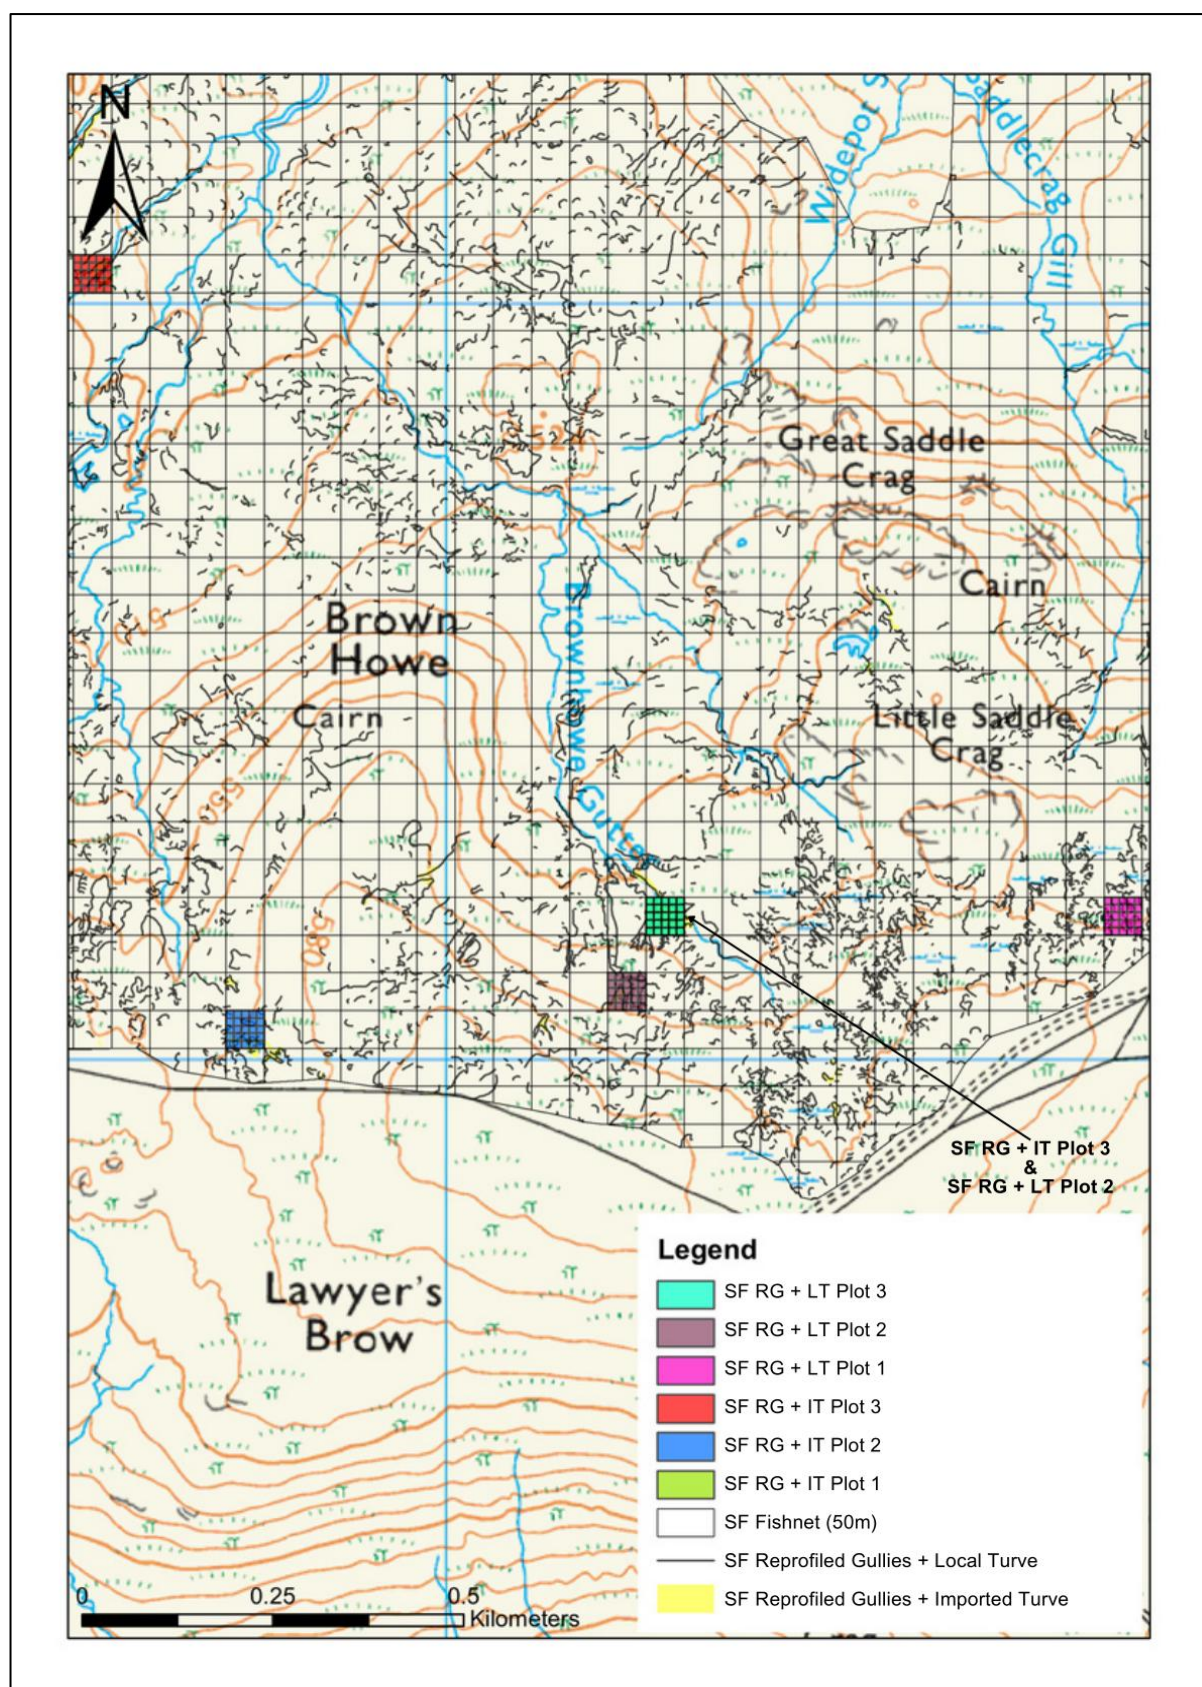 N
Widepot S
Saddlecrag Gill
524
Great Saddle
Crag
Cairn
Brown
Howe
Cairn
Brownhowe Gutter
Little Saddle
Crag
510
550
580
SF RG + IT Plot 3
&
SF RG + LT Plot 2
Lawyer's
Brow
Legend
SF RG + LT Plot 3
SF RG + LT Plot 2
SF RG + LT Plot 1
SF RG + IT Plot 3
SF RG + IT Plot 2
SF RG + IT Plot 1
SF Fishnet (50m)
SF Reprofiled Gullies + Local Turve
SF Reprofiled Gullies + Imported Turve
0 0.25 0.5
Kilometers